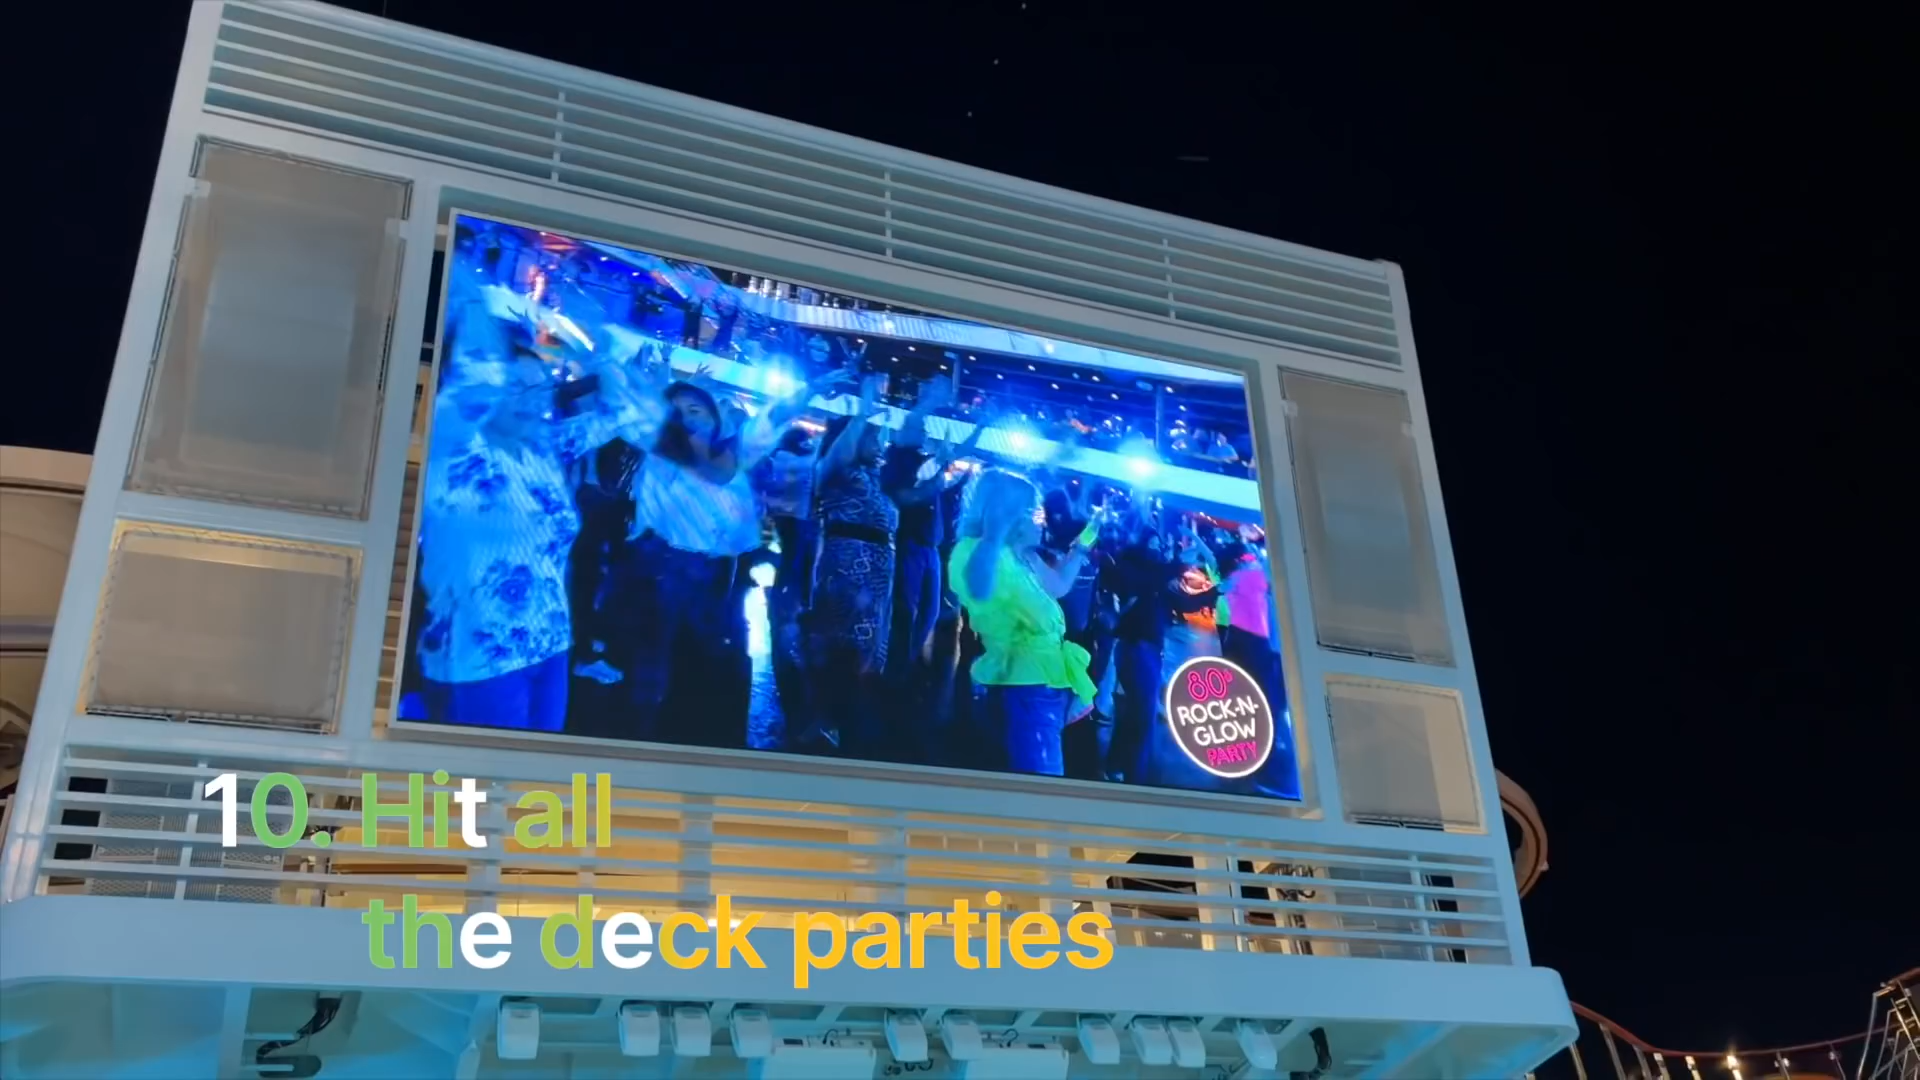 80s
ROCK-N-
GLOW
PARTY
10. Hit all
the deck parties